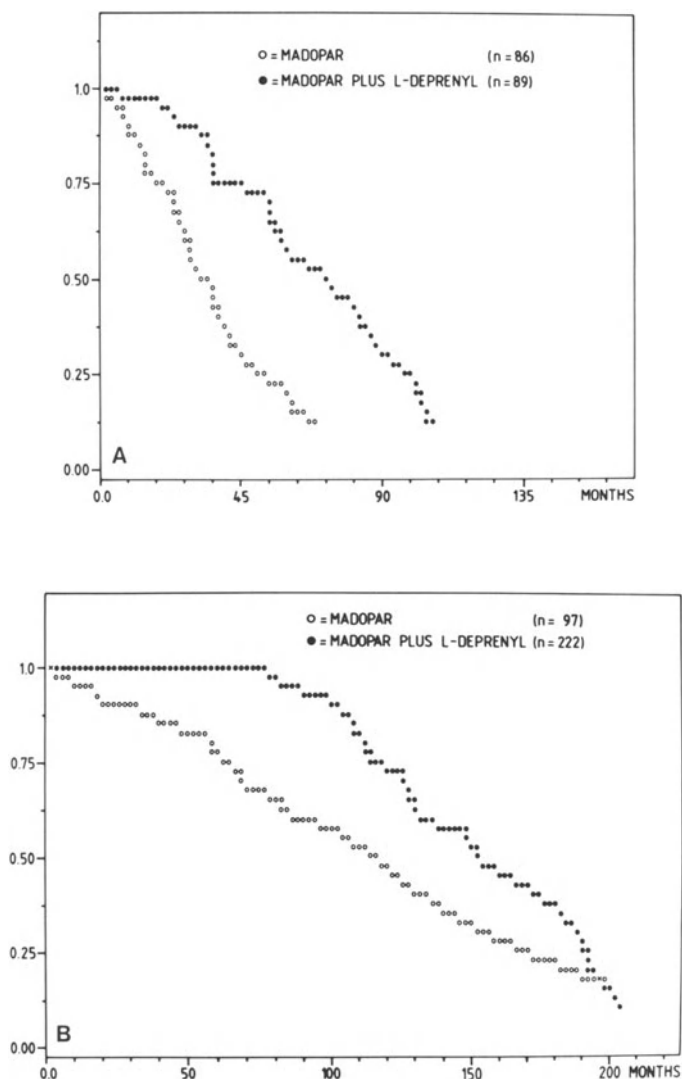 ○ = MADOPAR (n = 86)
● = MADOPAR PLUS L-DEPRENYL (n = 89)
1.0
0.75
0.50
0.25
0.00
A
0.0 45 90 135 MONTHS
○ = MADOPAR (n = 97)
● = MADOPAR PLUS L-DEPRENYL (n = 222)
1.0
0.75
0.50
0.25
0.00
B
0.0 50 100 150 200 MONTHS